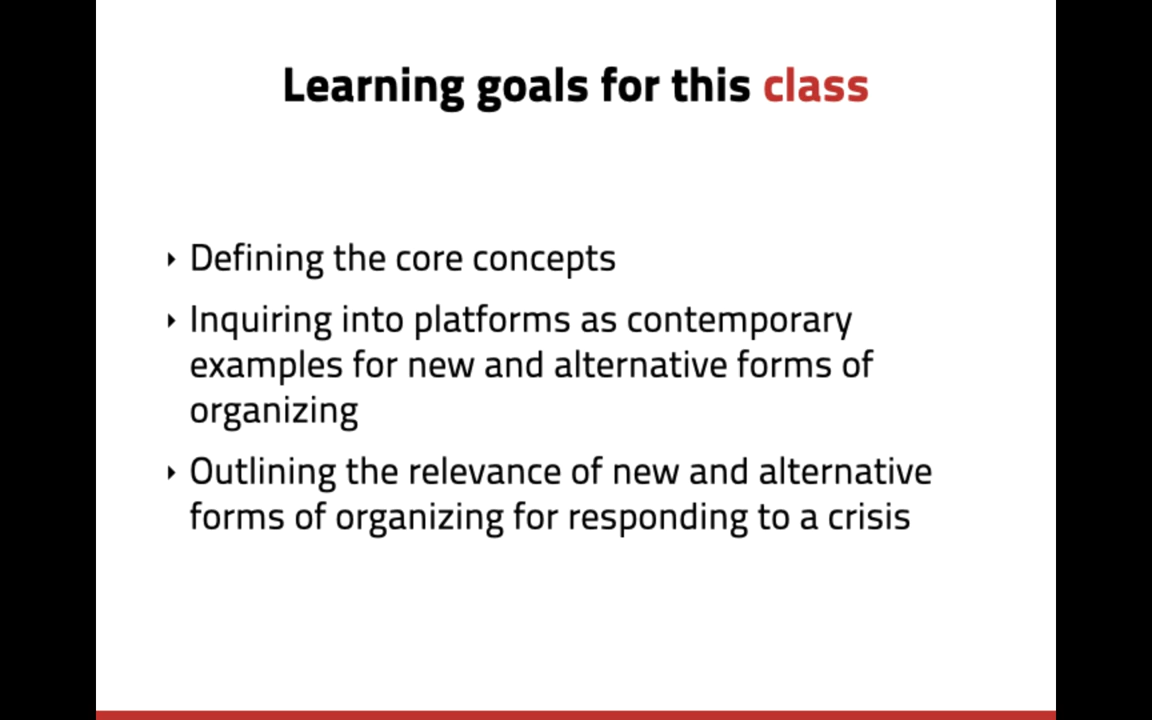 Learning goals for this class
‣ Defining the core concepts
‣ Inquiring into platforms as contemporary
examples for new and alternative forms of
organizing
‣ Outlining the relevance of new and alternative
forms of organizing for responding to a crisis